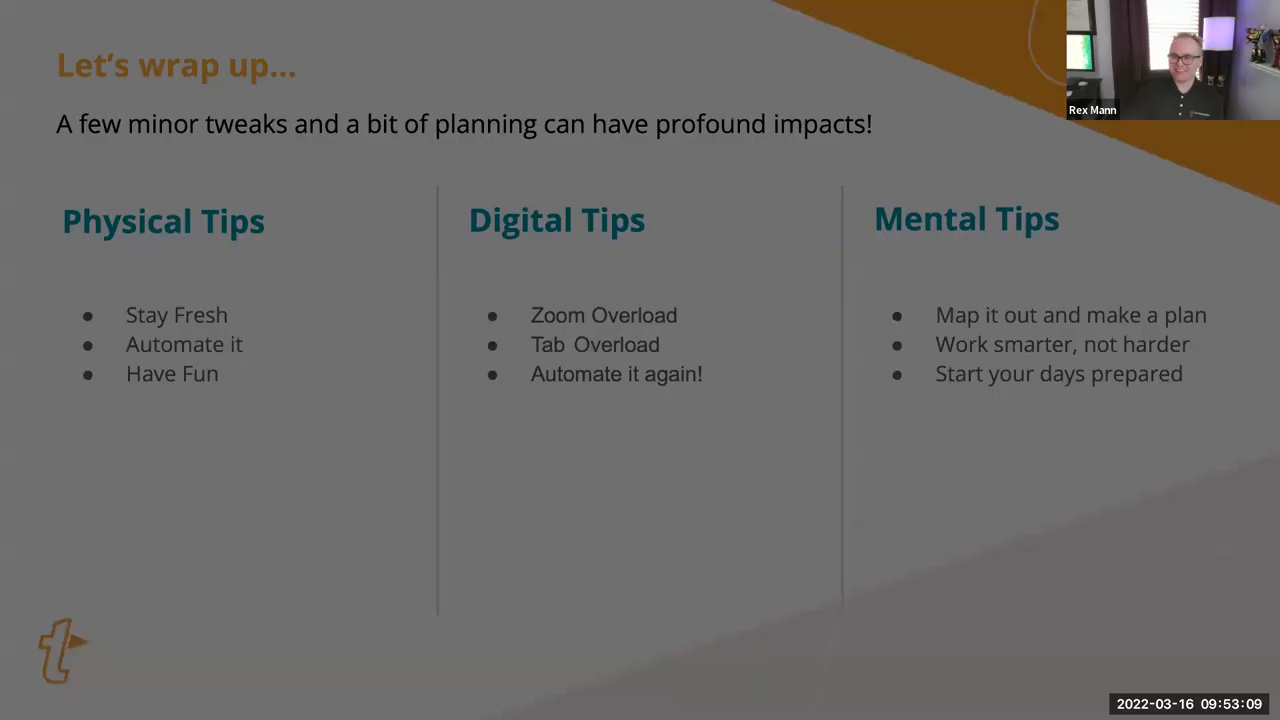 Let's wrap up...
A few minor tweaks and a bit of planning can have profound impacts!
Rex Mann
Physical Tips
● Stay Fresh
● Automate it
● Have Fun
Digital Tips
● Zoom Overload
● Tab Overload
● Automate it again!
Mental Tips
● Map it out and make a plan
● Work smarter, not harder
● Start your days prepared
t
2022-03-16 09:53:09